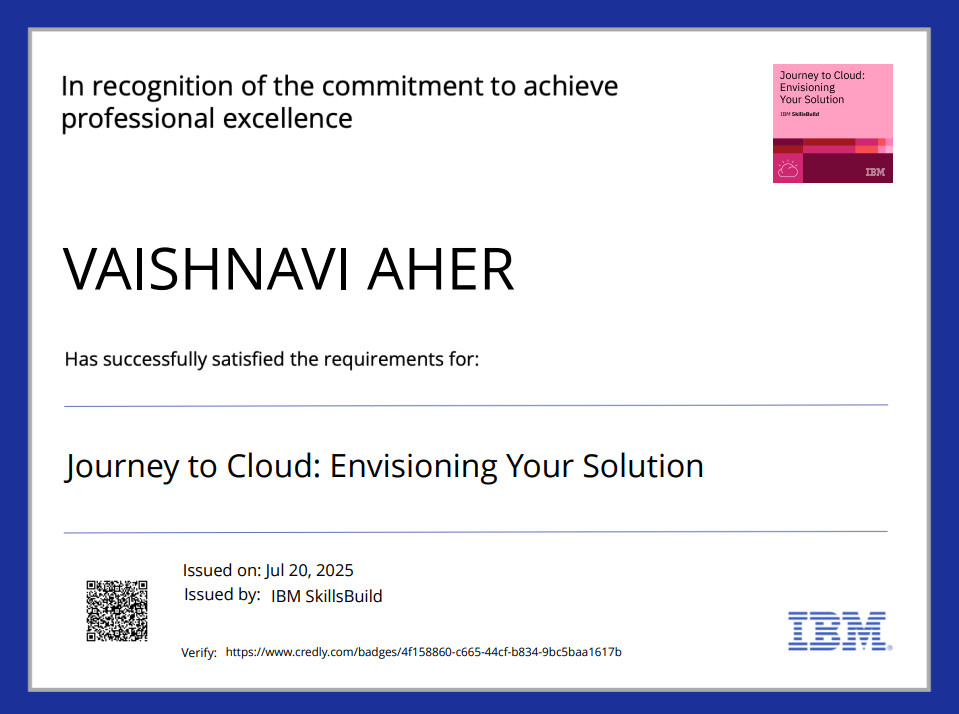 In recognition of the commitment to achieve
professional excellence
Journey to Cloud:
Envisioning
Your Solution
IBM SkillsBuild
IBM
VAISHNAVI AHER
Has successfully satisfied the requirements for:
Journey to Cloud: Envisioning Your Solution
Issued on: Jul 20, 2025
Issued by: IBM SkillsBuild
Verify: https://www.credly.com/badges/4f158860-c665-44cf-b834-9bc5baa1617b
IBM®